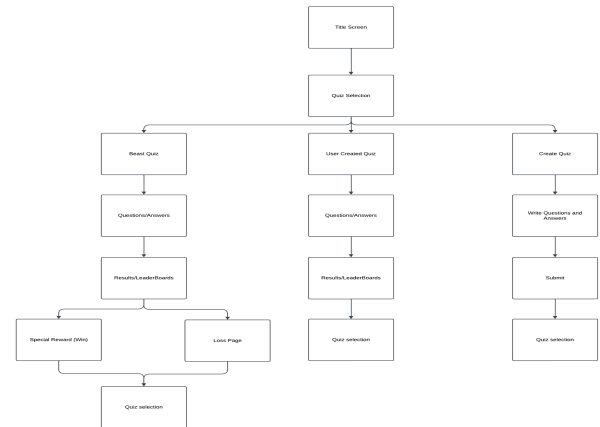 Title Screen
Quiz Selection
Beast Quiz
User Created Quiz
Create Quiz
Questions/Answers
Questions/Answers
Write Questions and
Answers
Results/LeaderBoards
Results/LeaderBoards
Submit
Special Reward (Win)
Loss Page
Quiz selection
Quiz selection
Quiz selection